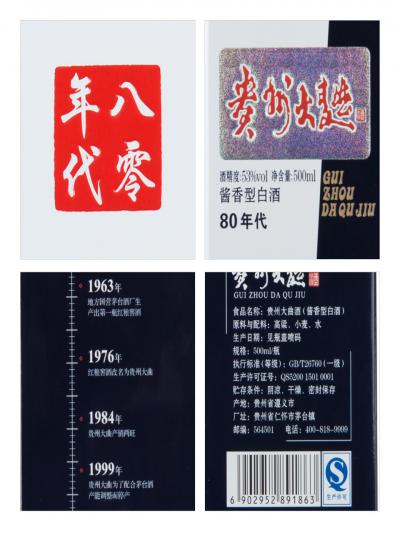 八零
年代
贵州大麯
酒精度:53%vol 净含量:500ml
酱香型白酒
80年代
GUI
ZHOU
DA QU JIU
1963年
地方国营茅台酒厂生
产出第一瓶红粮窖酒
1976年
红粮窖酒改名为贵州大曲
1984年
贵州大曲产销两旺
1999年
贵州大曲为了配合茅台酒
产能调整而停产
贵州大麯酒
GUI ZHOU DA QU JIU
食品名称：贵州大曲酒（酱香型白酒）
原料与配料：高粱、小麦、水
生产日期：见瓶盖喷码
规格：500ml/瓶
执行标准(等级)：GB/T26760（一级）
生产许可证号：QS5200 1501 0001
贮存条件：阴凉、干燥、密封保存
产地：贵州省遵义市
厂址：贵州省仁怀市茅台镇
邮编：564501 电话：400-818-9999
6 902952 891863
生产许可